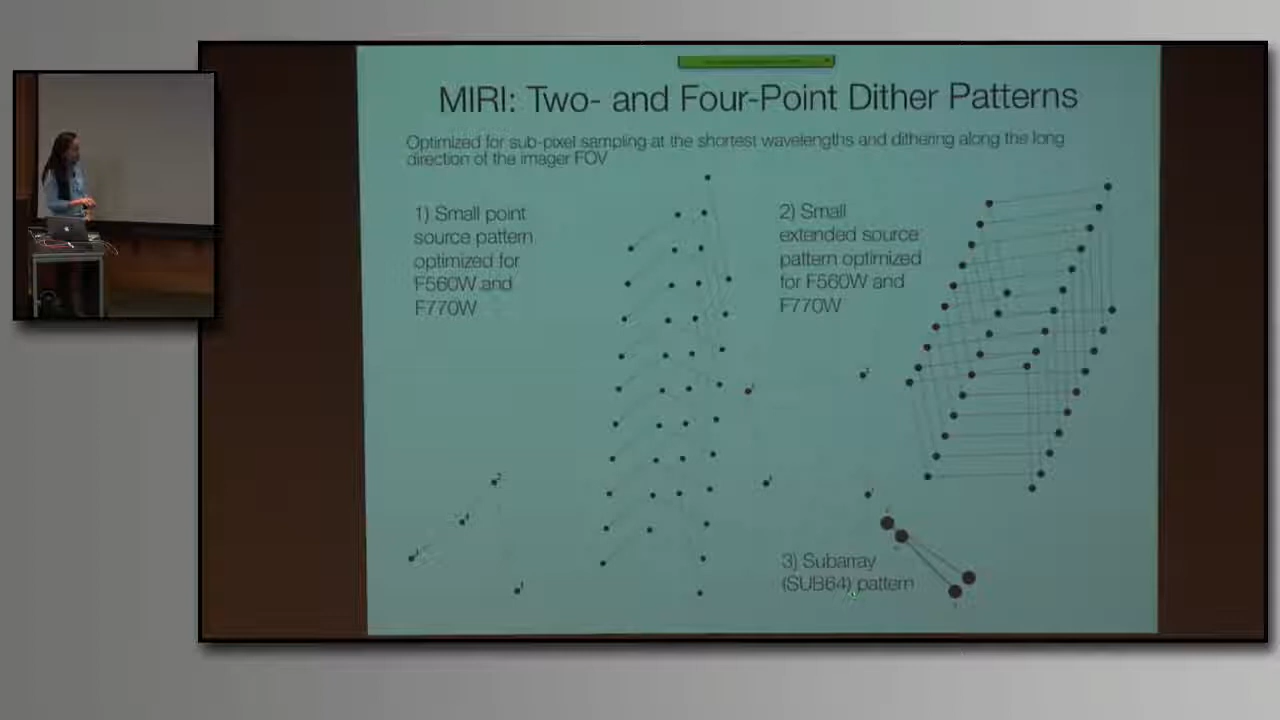 MIRI: Two- and Four-Point Dither Patterns
Optimized for sub-pixel sampling at the shortest wavelengths and dithering along the long
direction of the imager FOV
1) Small point
source pattern
optimized for
F560W and
F770W
2) Small
extended source
pattern optimized
for F560W and
F770W
3) Subarray
(SUB64) pattern